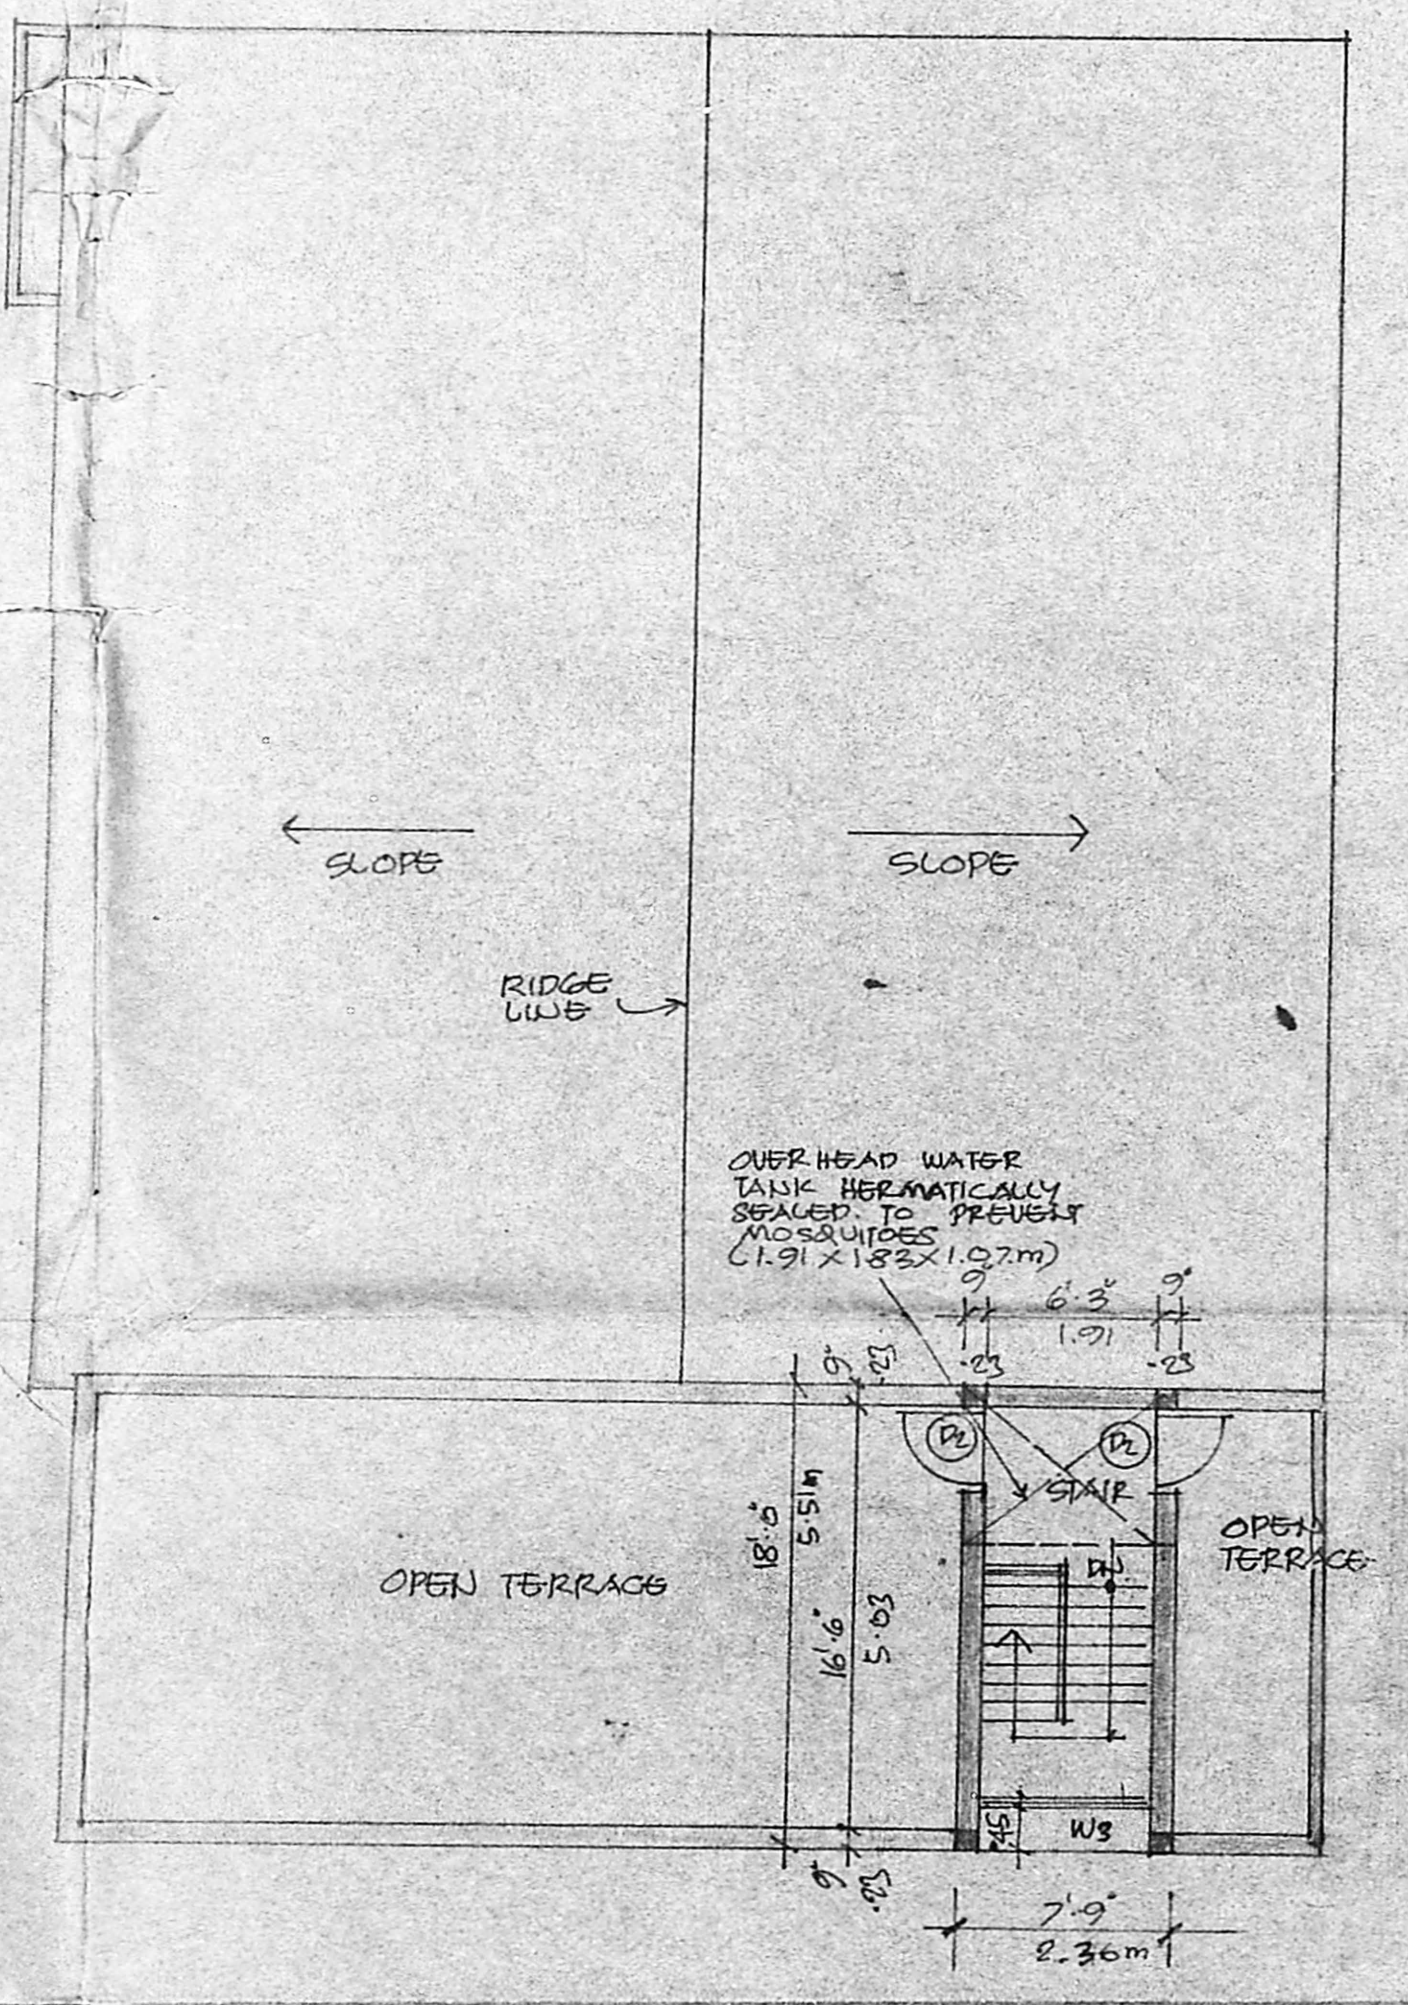 SLOPE
SLOPE
RIDGE
LINE
OVERHEAD WATER
TANK HERMATICALLY
SEALED. TO PREVENT
MOSQUITOES
(1.91 X 1.83 X 1.07.m)
9" 6'.3" 9"
1.91
.23 .23
9" .23
D2 D2
STAIR
OPEN
TERRACE
18'.0" 5.51m
DN.
OPEN TERRACE
16'.6" 5.03
.45 W3
9" .23
7'.9"
2.36m